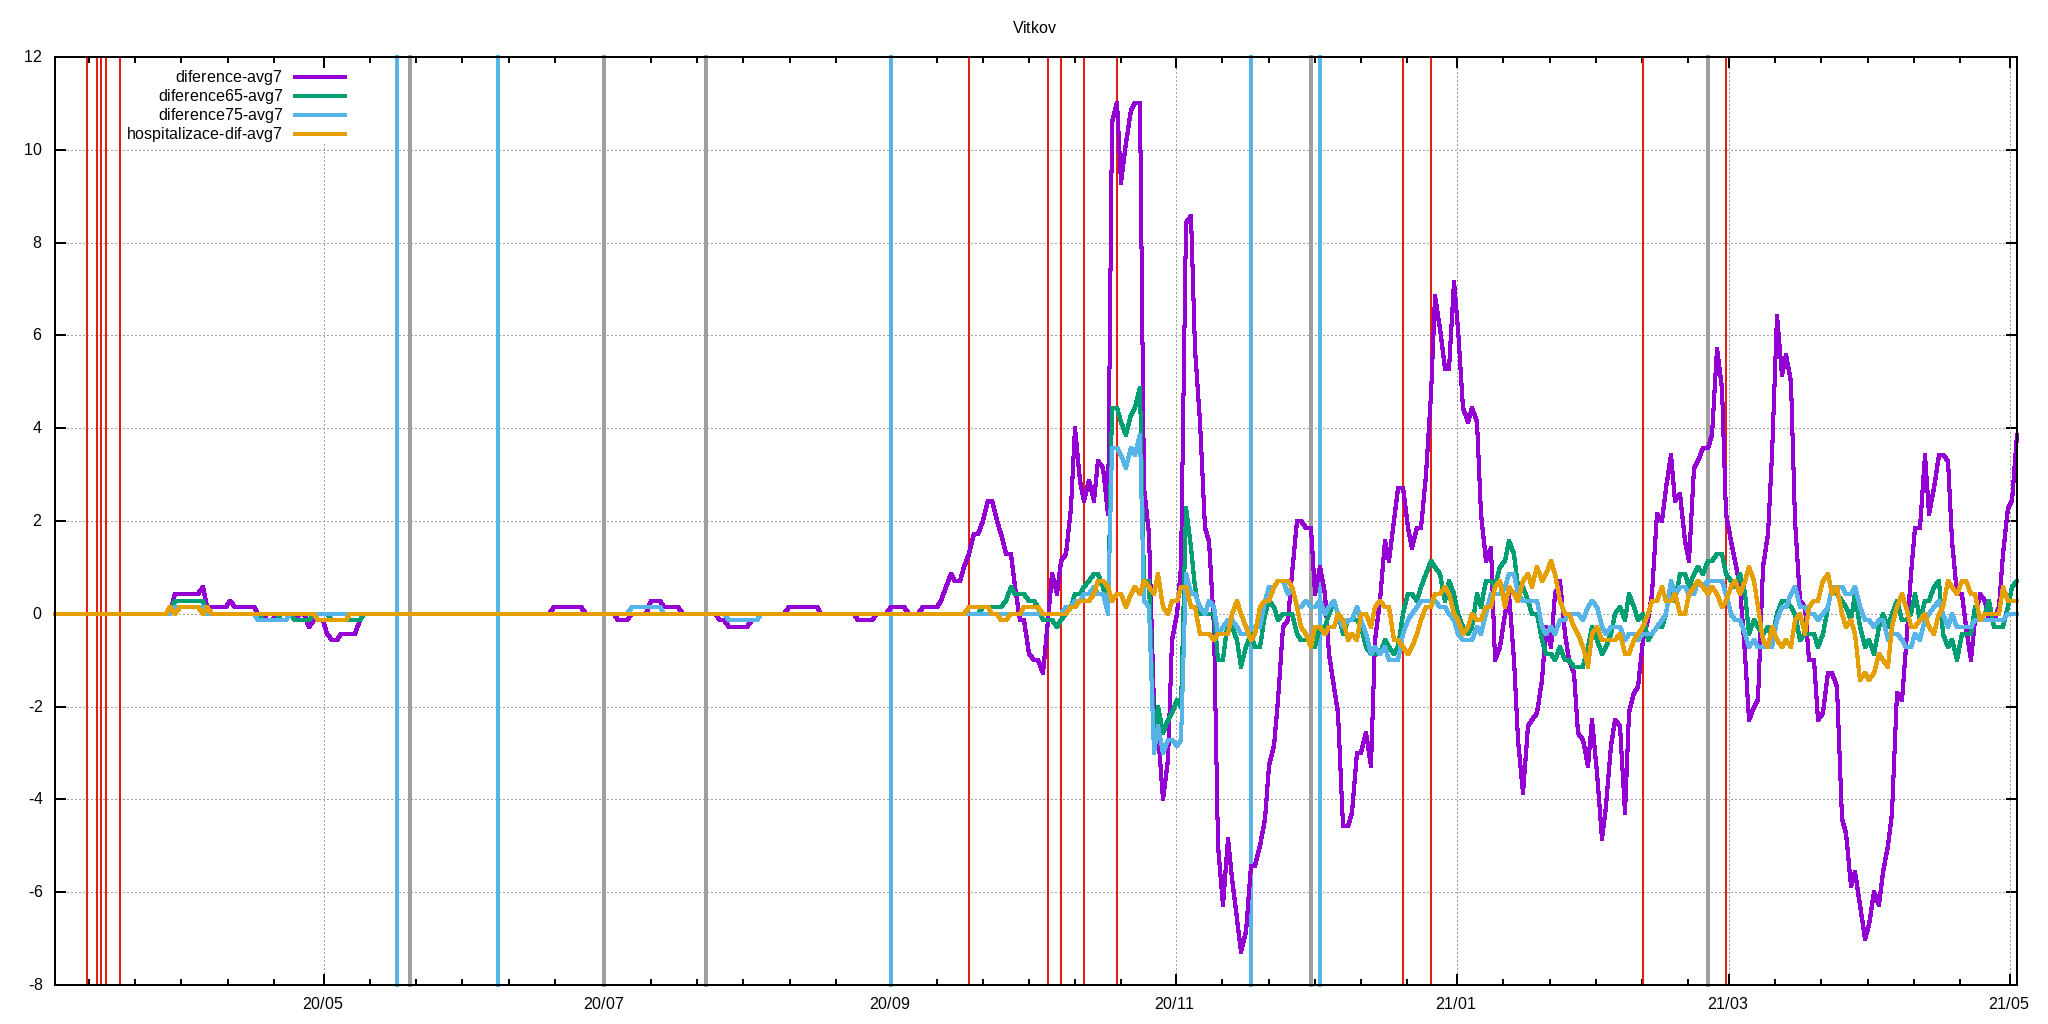 Vitkov
12
diference-avg7
diference65-avg7
diference75-avg7
hospitalizace-dif-avg7
10
8
6
4
2
0
-2
-4
-6
-8
20/05 20/07 20/09 20/11 21/01 21/03 21/05